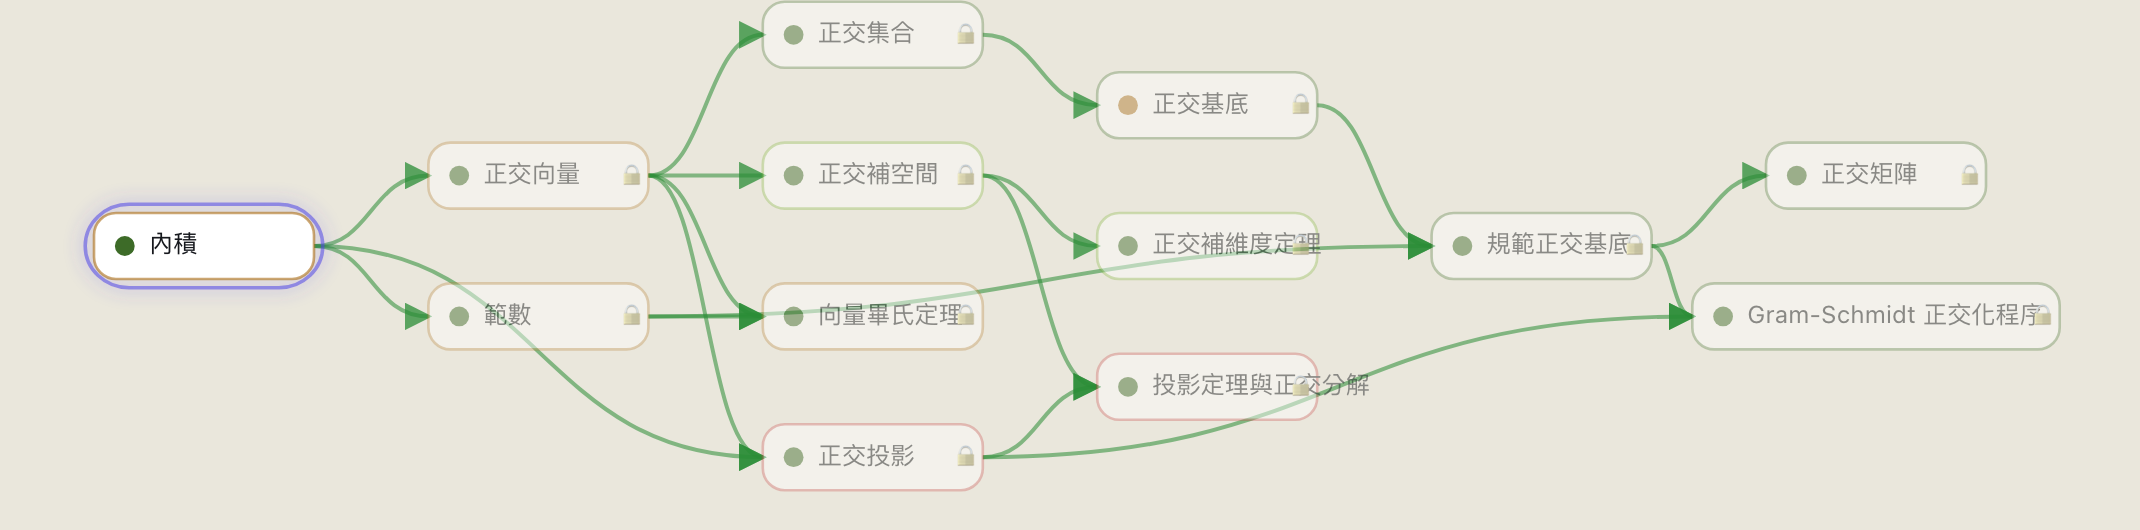 內積
正交向量
範數
正交集合
正交補空間
向量畢氏定理
正交投影
正交基底
正交補維度定理
投影定理與正交分解
規範正交基底
正交矩陣
Gram-Schmidt 正交化程序